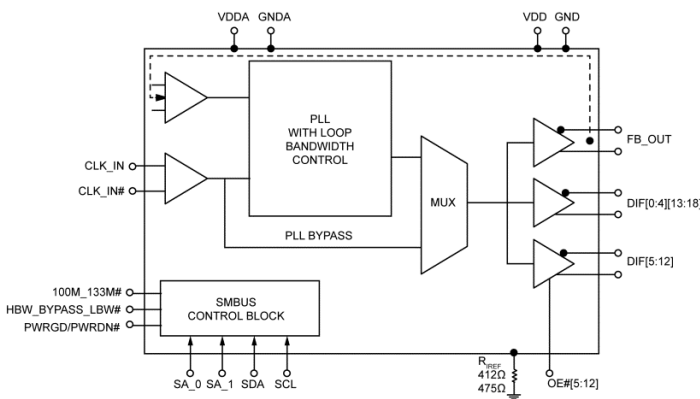 VDDA GNDA VDD GND
PLL
WITH LOOP
BANDWIDTH
CONTROL
FB_OUT
CLK_IN
CLK_IN#
MUX
DIF[0:4][13:18]
PLL BYPASS
DIF[5:12]
100M_133M#
HBW_BYPASS_LBW#
PWRGD/PWRDN#
SMBUS
CONTROL BLOCK
SA_0 SA_1 SDA SCL
RIREF
412Ω
475Ω
OE#[5:12]